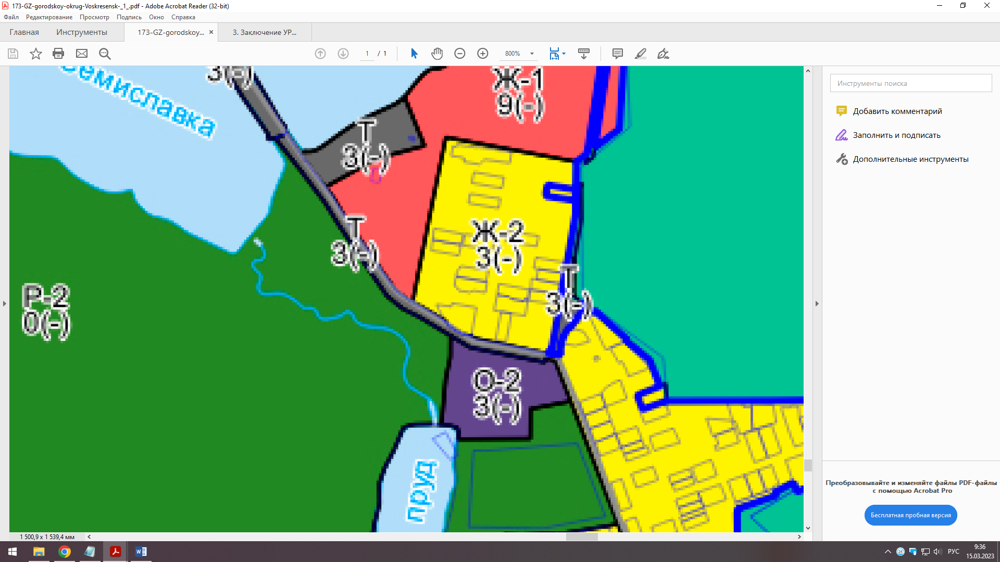 173-GZ-gorodskoy-okrug-Voskresensk-_1_.pdf - Adobe Acrobat Reader (32-bit)
Файл Редактирование Просмотр Подпись Окно Справка
Главная Инструменты 173-GZ-gorodskoy... × 3. Заключение УР...
1 / 1 800%
Семиславка
3(-)
Ж-1
9(-)
Т
3(-)
Т
3(-)
Ж-2
3(-)
Т
3(-)
Р-2
0(-)
О-2
3(-)
пруд
Инструменты поиска
Добавить комментарий
Заполнить и подписать
Дополнительные инструменты
Преобразовывайте и изменяйте файлы PDF-файлы
с помощью Acrobat Pro
Бесплатная пробная версия
1 500,9 x 1 539,4 мм
24
РУС
9:36
15.03.2023